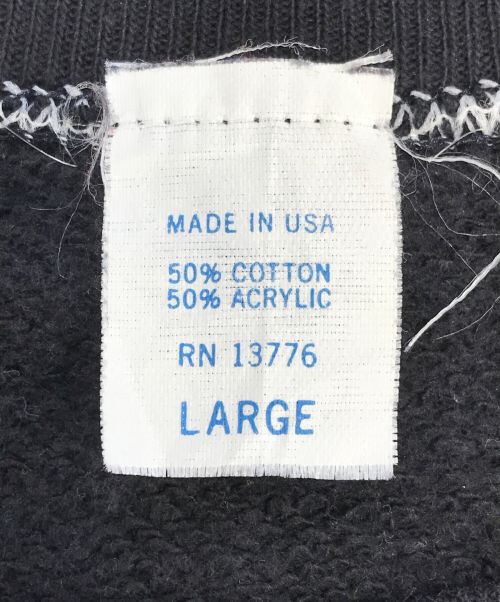 MADE IN USA
50% COTTON
50% ACRYLIC
RN 13776
LARGE